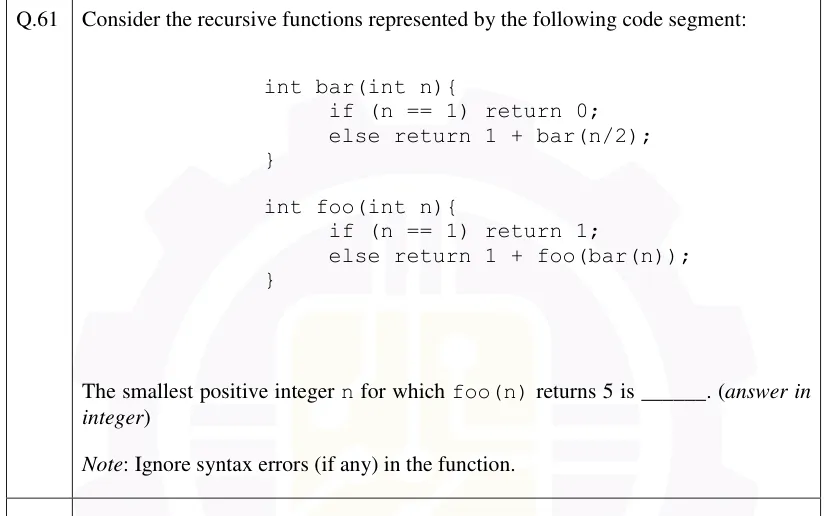 Q.61 Consider the recursive functions represented by the following code segment:
int bar(int n){
if (n == 1) return 0;
else return 1 + bar(n/2);
}
int foo(int n){
if (n == 1) return 1;
else return 1 + foo(bar(n));
}
The smallest positive integer n for which foo(n) returns 5 is ______. (answer in
integer)
Note: Ignore syntax errors (if any) in the function.